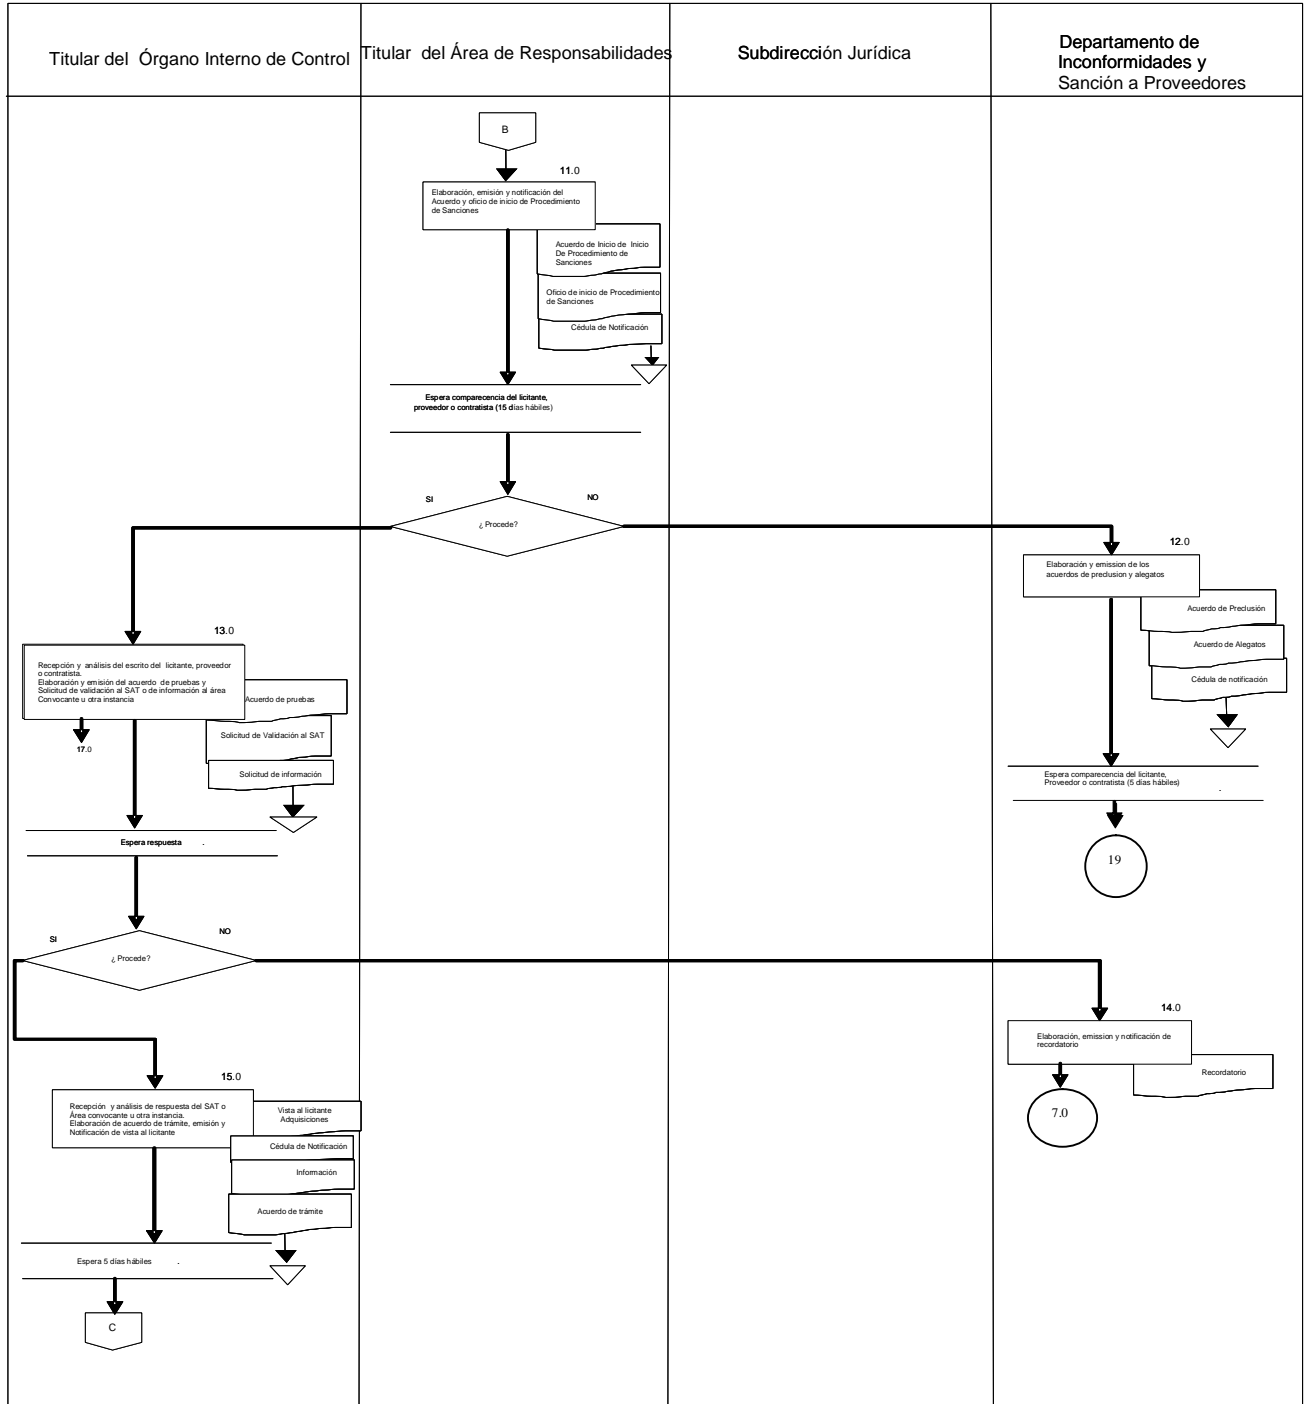 Titular del Órgano Interno de Control
Titular del Área de Responsabilidades
Subdirección Jurídica
Departamento de
Inconformidades y
Sanción a Proveedores
B
11.0
Elaboración, emisión y notificación del
Acuerdo y oficio de inicio de Procedimiento
de Sanciones
Acuerdo de Inicio de Inicio
De Procedimiento de
Sanciones
Oficio de inicio de Procedimiento
de Sanciones
Cédula de Notificación
Espera comparecencia del licitante,
proveedor o contratista (15 días hábiles)
SI
NO
¿ Procede?
12.0
Elaboración y emission de los
acuerdos de preclusion y alegatos
Acuerdo de Preclusión
Acuerdo de Alegatos
Cédula de notificación
13.0
Recepción y análisis del escrito del licitante, proveedor
o contratista.
Elaboración y emisión del acuerdo de pruebas y
Solicitud de validación al SAT o de información al área
Convocante u otra instancia
Acuerdo de pruebas
Solicitud de Validación al SAT
Solicitud de información
17.0
Espera comparecencia del licitante,
Proveedor o contratista (5 días hábiles) .
19
Espera respuesta .
SI
NO
¿ Procede?
14.0
Elaboración, emission y notificación de
recordatorio
Recordatorio
7.0
15.0
Recepción y análisis de respuesta del SAT o
Área convocante u otra instancia.
Elaboración de acuerdo de trámite, emisión y
Notificación de vista al licitante
Vista al licitante
Adquisiciones
Cédula de Notificación
Información
Acuerdo de trámite
Espera 5 días hábiles .
C